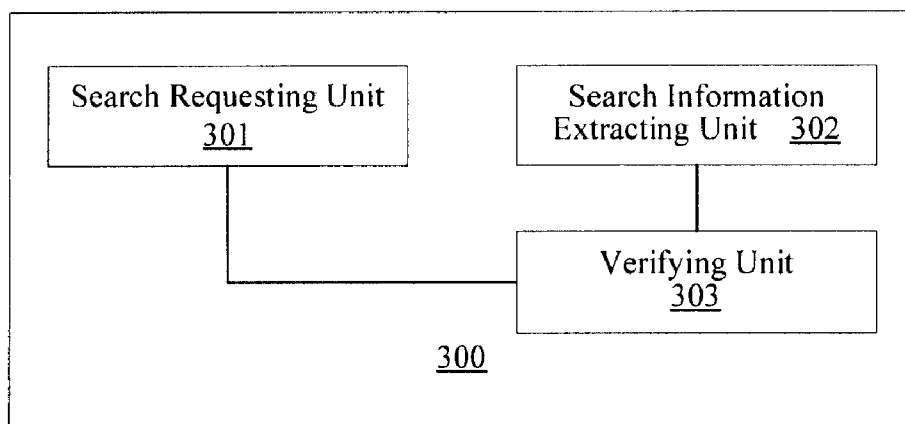 Search Requesting Unit
301
Search Information
Extracting Unit 302
Verifying Unit
303
300